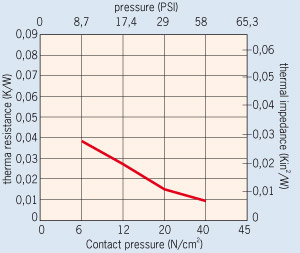 pressure (PSI)
0 8,7 17,4 29 58 65,3
therma resistance (K/W)
0,09
0,08
0,07
0,06
0,05
0,04
0,03
0,02
0,01
0
0,06
0,05
0,04
0,03
0,02
0,01
0
thermal impedance (Kin²/W)
0 6 12 20 40 45
Contact pressure (N/cm²)